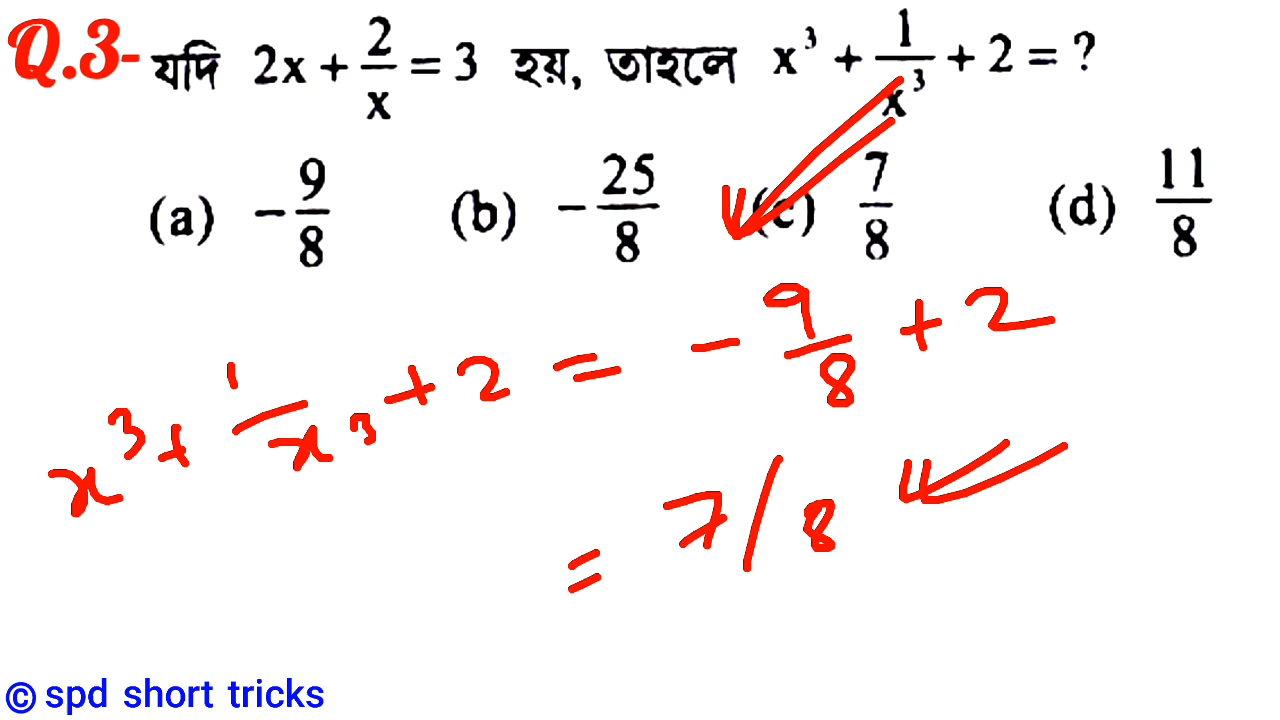 Q.3- যদি 2x + 2/x = 3 হয়, তাহলে x³ + 1/x³ + 2 = ?
(a) -9/8 (b) -25/8 (c) 7/8 (d) 11/8
x³ + 1/x³ + 2 = -9/8 + 2
= 7/8
© spd short tricks